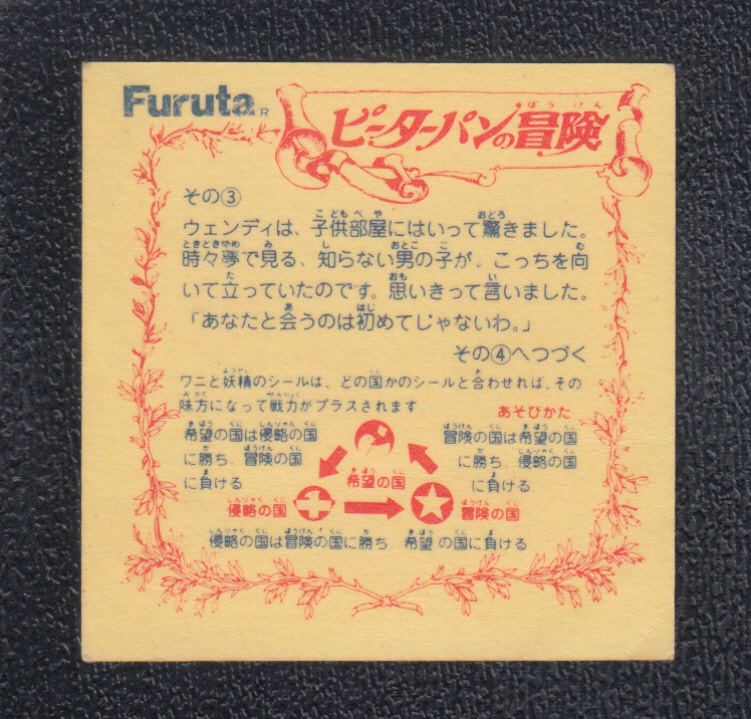 Furuta®
ピーターパンの冒険
その③
ウェンディは、子供部屋にはいって驚きました。
時々夢で見る、知らない男の子が、こっちを向
いて立っていたのです。思いきって言いました。
「あなたと会うのは初めてじゃないわ。」
その④へつづく
ワニと妖精のシールは、どの国かのシールと合わせれば、その
味方になって戦力がプラスされます
あそびかた
希望の国は侵略の国
に勝ち、冒険の国
に負ける
冒険の国は希望の国
に勝ち、侵略の国
に負ける
希望の国
侵略の国
冒険の国
侵略の国は冒険の国に勝ち 希望の国に負ける